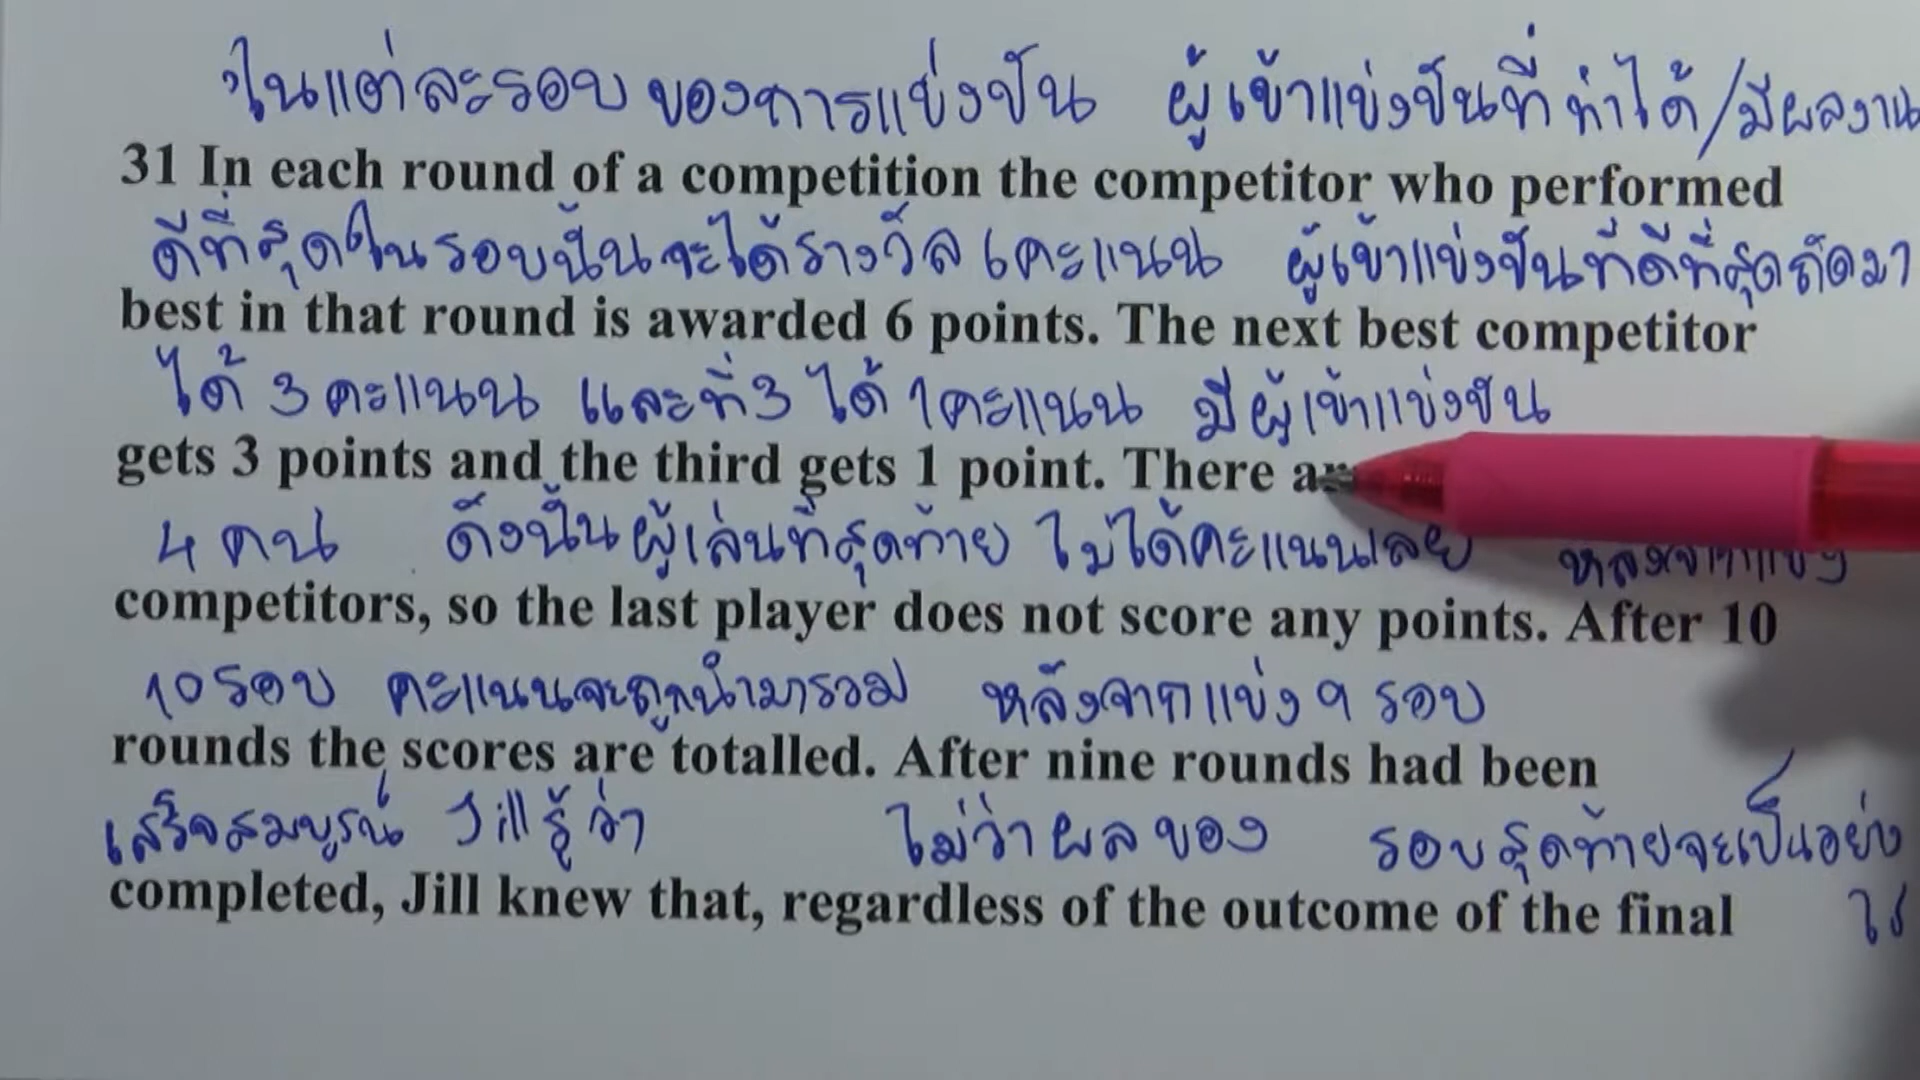 ในแต่ละรอบ ของการแข่งขัน ผู้เข้าแข่งขันที่ ทำได้/มีผลงาน
31 In each round of a competition the competitor who performed
ดีที่สุดในรอบนั้นจะได้รางวัล 6 คะแนน ผู้เข้าแข่งขันที่ดีที่สุดถัดมา
best in that round is awarded 6 points. The next best competitor
ได้ 3 คะแนน และที่3 ได้ 1 คะแนน มีผู้เข้าแข่งขัน
gets 3 points and the third gets 1 point. There
4 คน ดังนั้น ผู้เล่นที่สุดท้าย ไม่ได้คะแนนเลย หลังจากแข่ง
competitors, so the last player does not score any points. After 10
10 รอบ คะแนนจะถูกนำมารวม หลังจากแข่ง 9 รอบ
rounds the scores are totalled. After nine rounds had been
เสร็จสมบูรณ์ Jill รู้ว่า ไม่ว่าผลของ รอบสุดท้ายจะเป็นอย่าง
completed, Jill knew that, regardless of the outcome of the final
ไร